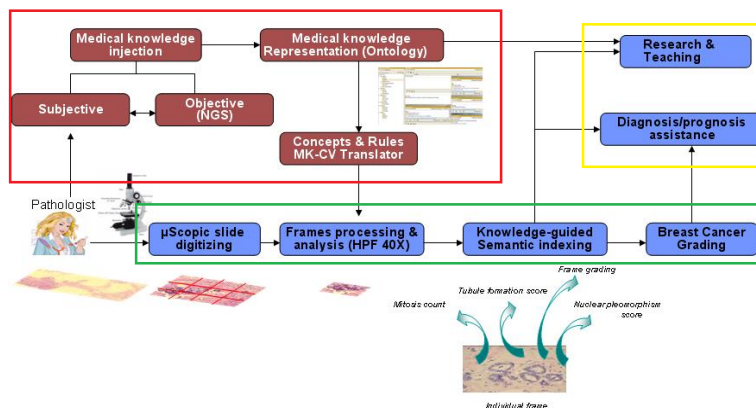 Medical knowledge
injection
Medical knowledge
Representation (Ontology)
Research &
Teaching
Subjective
Objective
(NGS)
Concepts & Rules
MK-CV Translator
Diagnosis/prognosis
assistance
Pathologist
µScopic slide
digitizing
Frames processing &
analysis (HPF 40X)
Knowledge-guided
Semantic indexing
Breast Cancer
Grading
Frame grading
Tubule formation score
Mitosis count
Nuclear pleomorphism
score
Individual frame